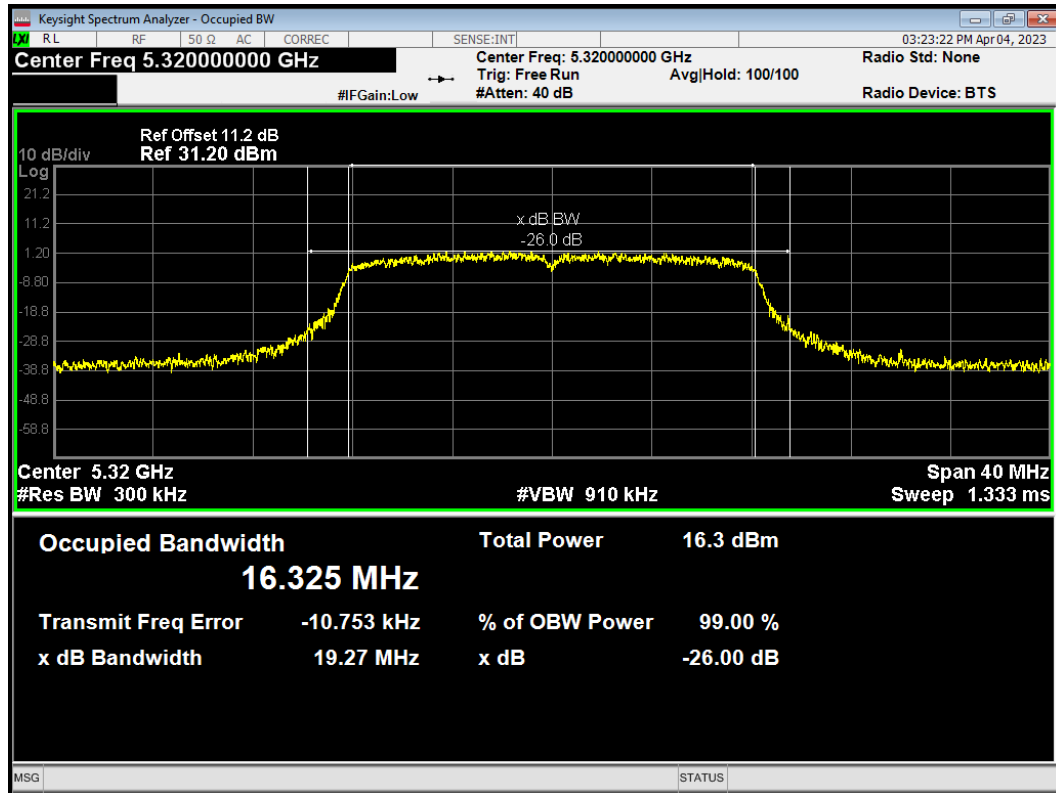 Keysight Spectrum Analyzer - Occupied BW
LXI RL RF 50 Ω AC CORREC SENSE:INT 03:23:22 PM Apr 04, 2023
Center Freq 5.320000000 GHz Center Freq: 5.320000000 GHz Radio Std: None
Trig: Free Run Avg|Hold: 100/100
#IFGain:Low #Atten: 40 dB Radio Device: BTS
Ref Offset 11.2 dB
10 dB/div Ref 31.20 dBm
Log
21.2
11.2
x dB BW
-26.0 dB
1.20
-8.80
-18.8
-28.8
-38.8
-48.8
-58.8
Center 5.32 GHz Span 40 MHz
#Res BW 300 kHz #VBW 910 kHz Sweep 1.333 ms
Occupied Bandwidth Total Power 16.3 dBm
16.325 MHz
Transmit Freq Error -10.753 kHz % of OBW Power 99.00 %
x dB Bandwidth 19.27 MHz x dB -26.00 dB
MSG STATUS